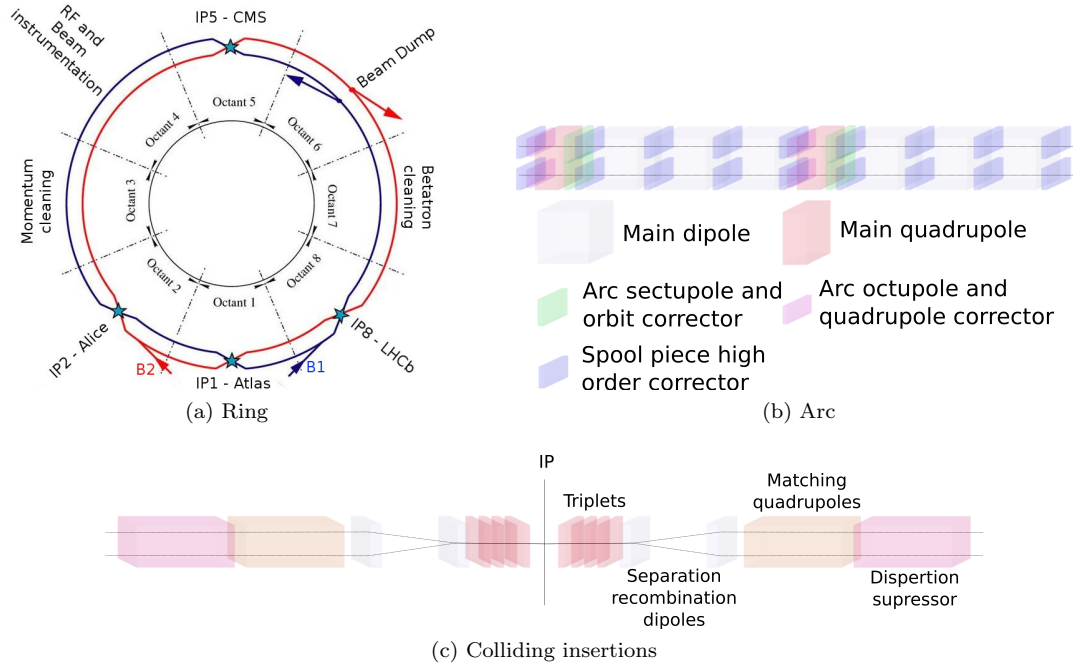 IP5 - CMS
RF and
Beam
instrumentation
Beam Dump
Octant 5
Octant 4
Octant 6
Momentum
cleaning
Octant 3
Octant 7
Betatron
cleaning
Octant 2
Octant 8
Octant 1
IP2 - Alice
IP8 - LHCb
B2
B1
IP1 - Atlas
(a) Ring
Main dipole
Main quadrupole
Arc sectupole and
orbit corrector
Arc octupole and
quadrupole corrector
Spool piece high
order corrector
(b) Arc
IP
Triplets
Matching
quadrupoles
Separation
recombination
dipoles
Dispertion
supressor
(c) Colliding insertions